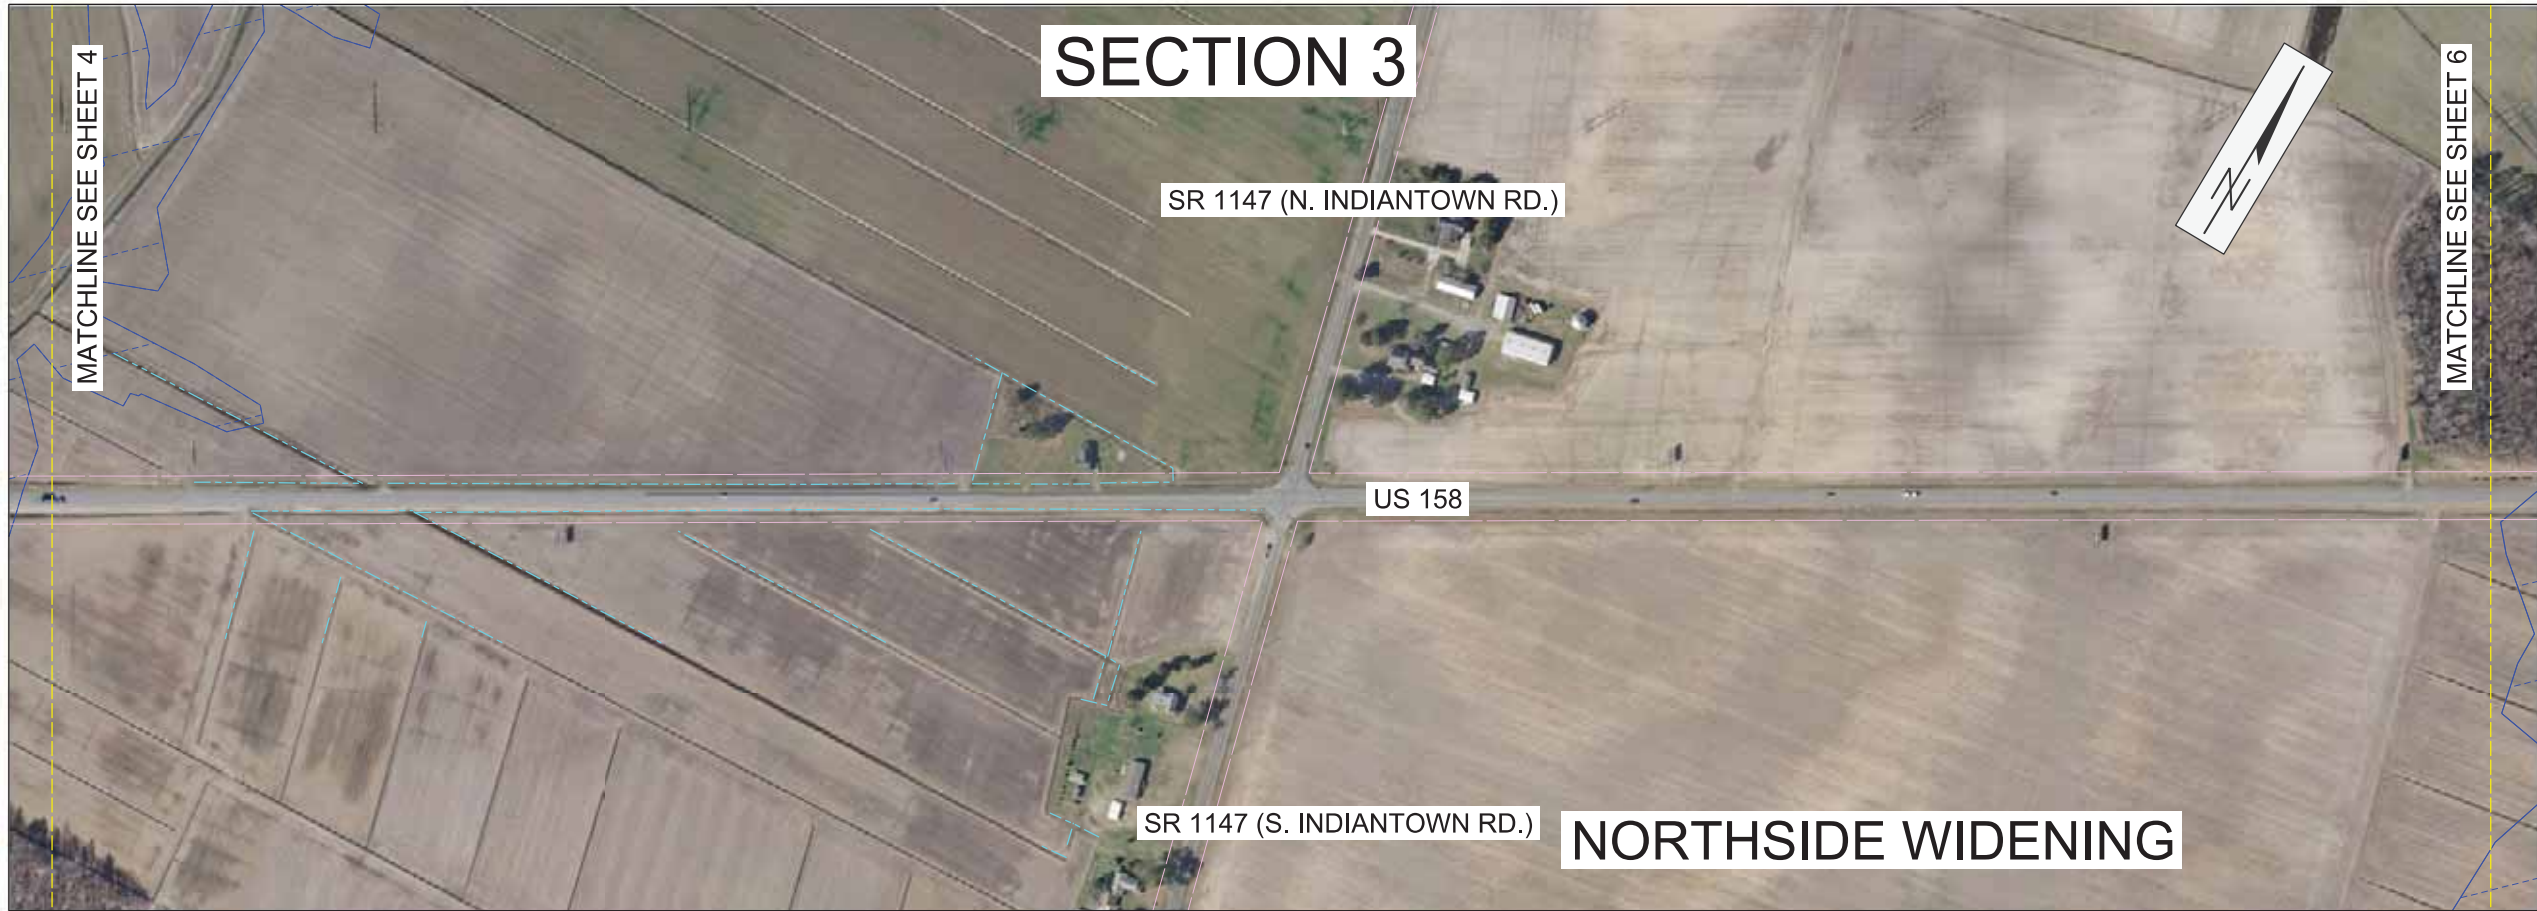 SECTION 3
MATCHLINE SEE SHEET 4
MATCHLINE SEE SHEET 6
N
SR 1147 (N. INDIANTOWN RD.)
US 158
SR 1147 (S. INDIANTOWN RD.)
NORTHSIDE WIDENING